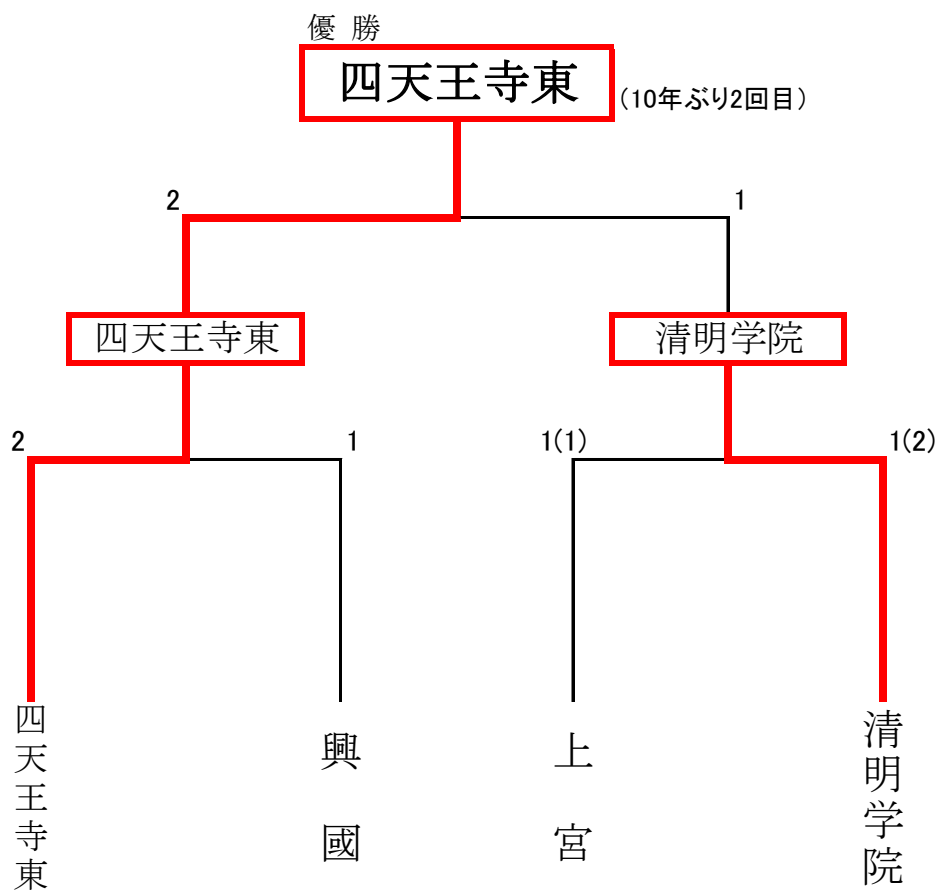 優 勝
四天王寺東
(10年ぶり2回目)
2
1
四天王寺東
清明学院
2
1
1(1)
1(2)
四天王寺東
興國
上宮
清明学院